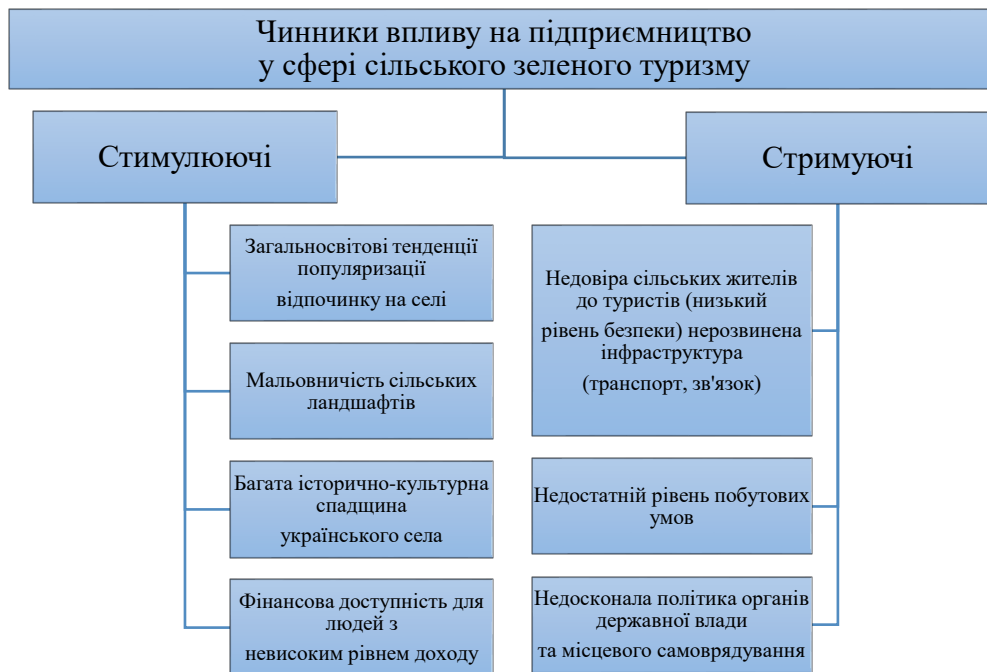 Чинники впливу на підприємництво
у сфері сільського зеленого туризму
Стимулюючі
Стримуючі
Загальносвітові тенденції
популяризації
відпочинку на селі
Мальовничість сільських
ландшафтів
Багата історично-культурна
спадщина
українського села
Фінансова доступність для
людей з
невисоким рівнем доходу
Недовіра сільських жителів
до туристів (низький
рівень безпеки) нерозвинена
інфраструктура
(транспорт, зв'язок)
Недостатній рівень побутових
умов
Недосконала політика органів
державної влади
та місцевого самоврядування